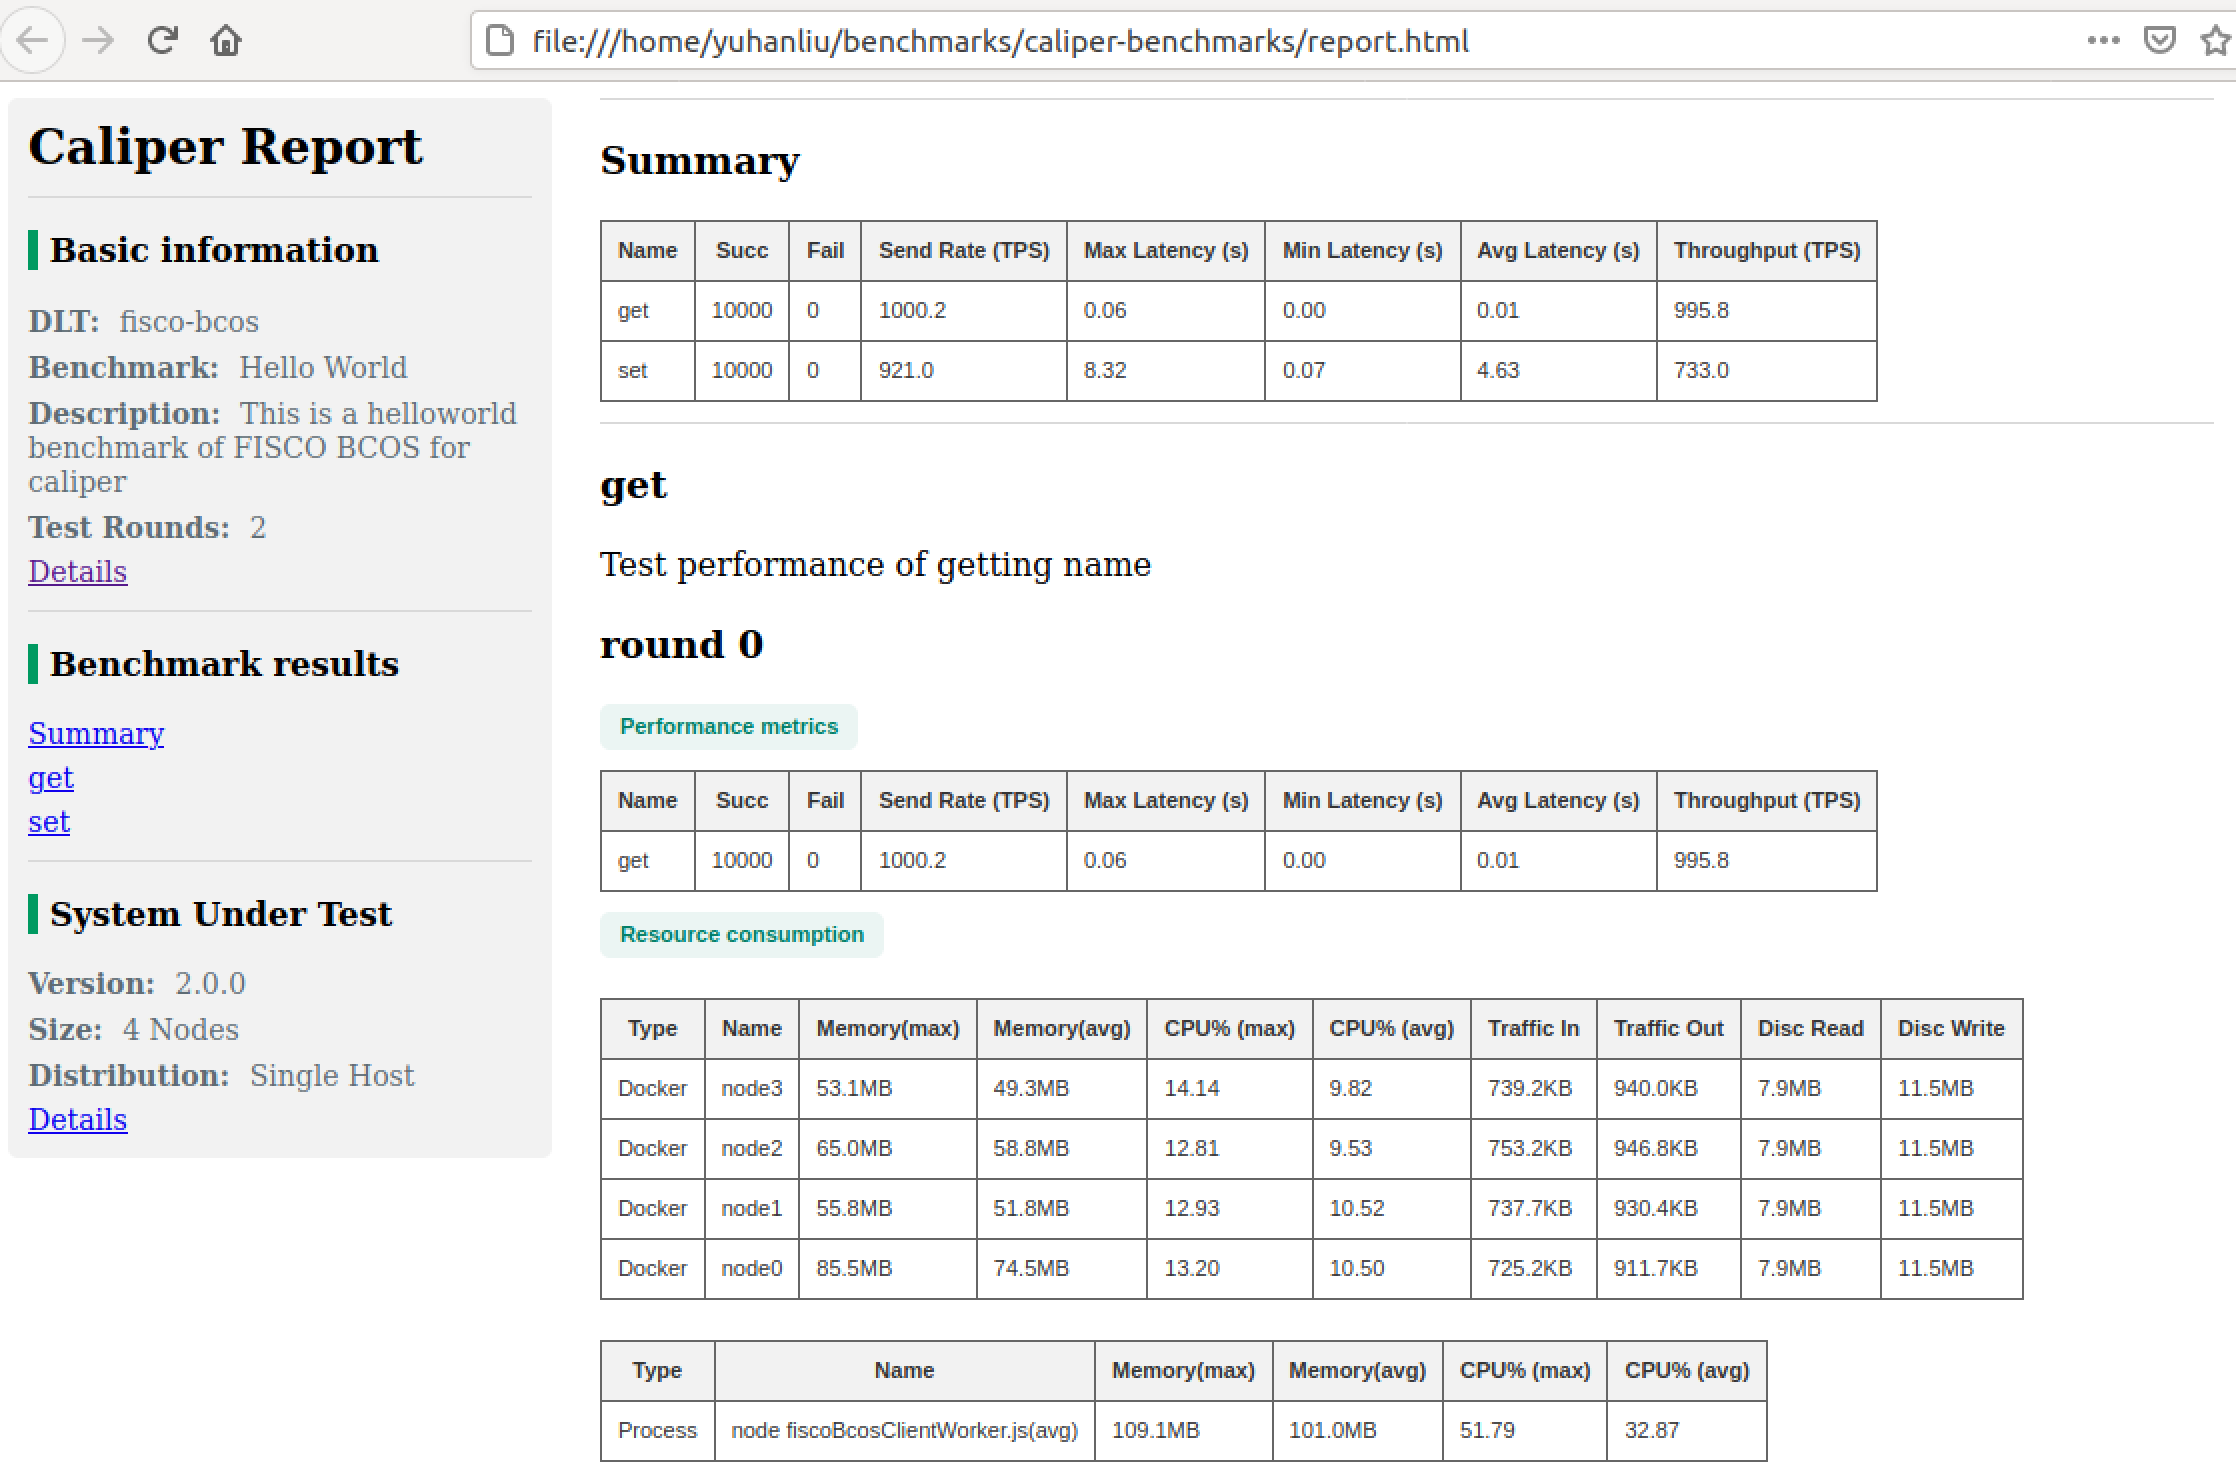 file:///home/yuhanliu/benchmarks/caliper-benchmarks/report.html
Caliper Report
Basic information
DLT: fisco-bcos
Benchmark: Hello World
Description: This is a helloworld
benchmark of FISCO BCOS for
caliper
Test Rounds: 2
Details
Benchmark results
Summary
get
set
System Under Test
Version: 2.0.0
Size: 4 Nodes
Distribution: Single Host
Details
Summary
Name Succ Fail Send Rate (TPS) Max Latency (s) Min Latency (s) Avg Latency (s) Throughput (TPS)
get 10000 0 1000.2 0.06 0.00 0.01 995.8
set 10000 0 921.0 8.32 0.07 4.63 733.0
get
Test performance of getting name
round 0
Performance metrics
Name Succ Fail Send Rate (TPS) Max Latency (s) Min Latency (s) Avg Latency (s) Throughput (TPS)
get 10000 0 1000.2 0.06 0.00 0.01 995.8
Resource consumption
Type Name Memory(max) Memory(avg) CPU% (max) CPU% (avg) Traffic In Traffic Out Disc Read Disc Write
Docker node3 53.1MB 49.3MB 14.14 9.82 739.2KB 940.0KB 7.9MB 11.5MB
Docker node2 65.0MB 58.8MB 12.81 9.53 753.2KB 946.8KB 7.9MB 11.5MB
Docker node1 55.8MB 51.8MB 12.93 10.52 737.7KB 930.4KB 7.9MB 11.5MB
Docker node0 85.5MB 74.5MB 13.20 10.50 725.2KB 911.7KB 7.9MB 11.5MB
Type Name Memory(max) Memory(avg) CPU% (max) CPU% (avg)
Process node fiscoBcosClientWorker.js(avg) 109.1MB 101.0MB 51.79 32.87